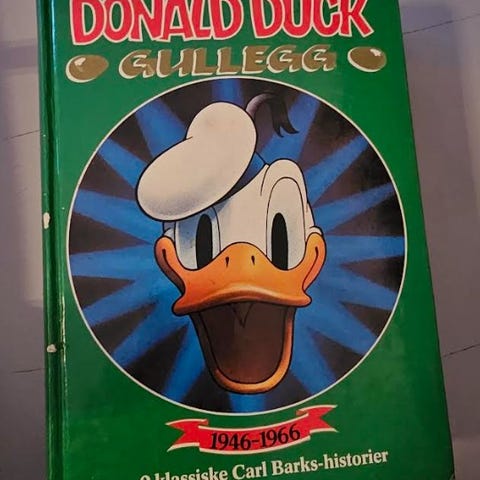 DONALD DUCK
GULLEGG
1946-1966
klassiske Carl Barks-historier